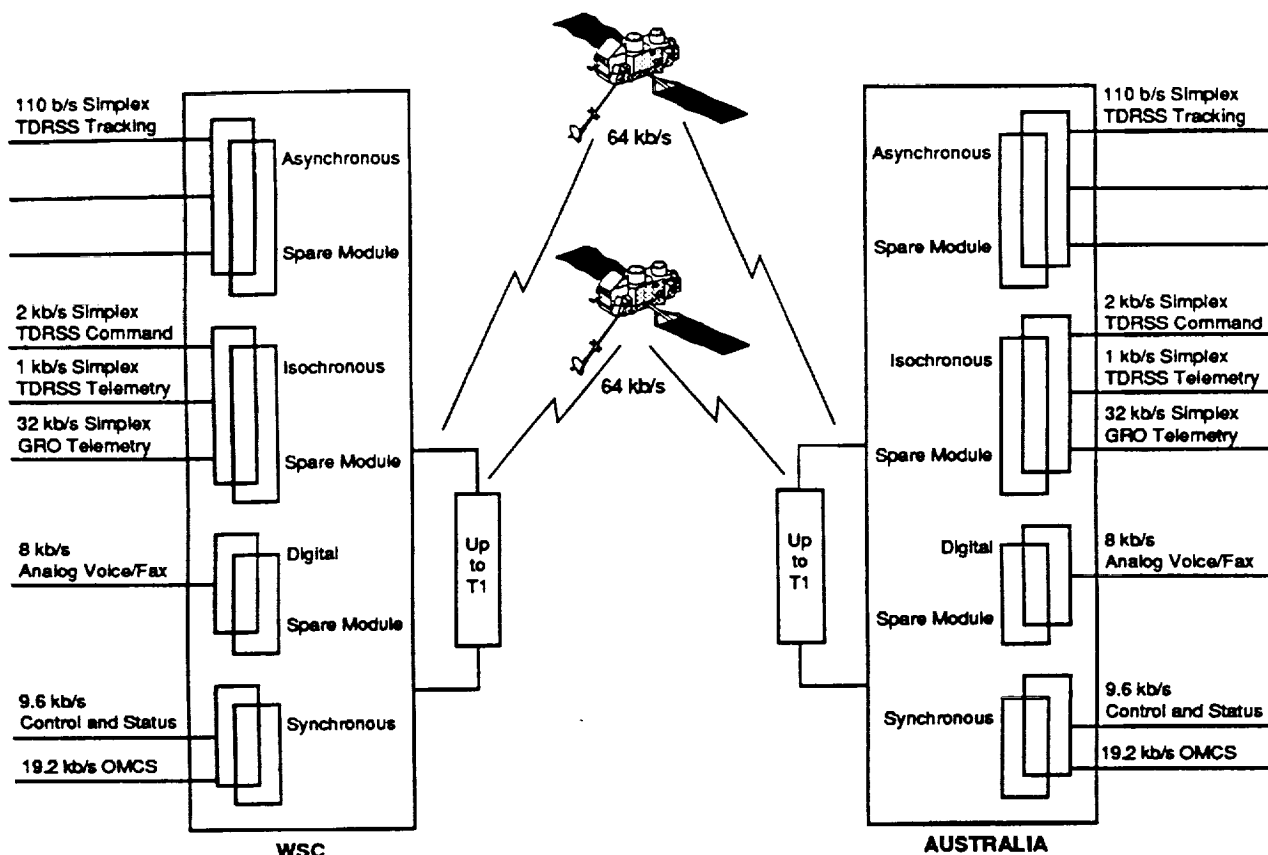 110 b/s Simplex
TDRSS Tracking
Asynchronous
Spare Module
2 kb/s Simplex
TDRSS Command
1 kb/s Simplex
TDRSS Telemetry
32 kb/s Simplex
GRO Telemetry
Isochronous
Spare Module
8 kb/s
Analog Voice/Fax
Digital
Spare Module
9.6 kb/s
Control and Status
19.2 kb/s OMCS
Synchronous
WSC
Up
to
T1
64 kb/s
64 kb/s
Up
to
T1
Asynchronous
Spare Module
Isochronous
Spare Module
Digital
Spare Module
Synchronous
110 b/s Simplex
TDRSS Tracking
2 kb/s Simplex
TDRSS Command
1 kb/s Simplex
TDRSS Telemetry
32 kb/s Simplex
GRO Telemetry
8 kb/s
Analog Voice/Fax
9.6 kb/s
Control and Status
19.2 kb/s OMCS
AUSTRALIA